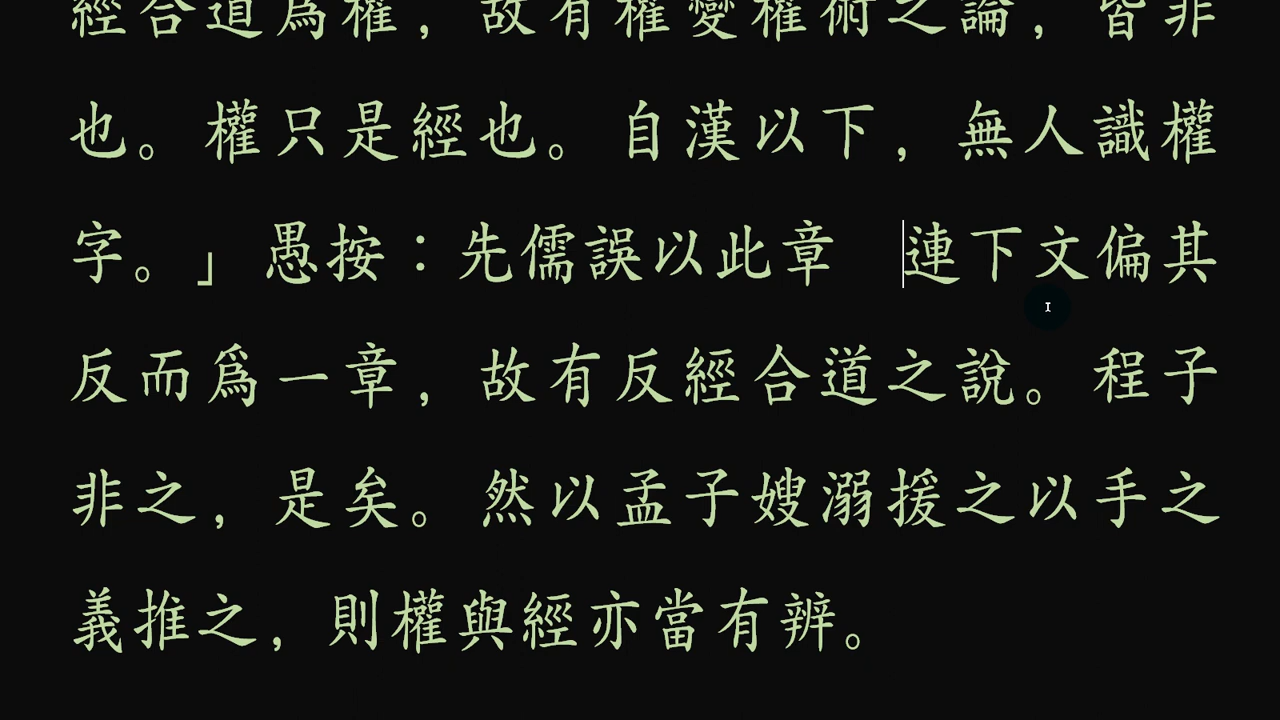 經合道爲權，故有權變權術之論，皆非
也。權只是經也。自漢以下，無人識權
字。」愚按：先儒誤以此章　連下文偏其
反而爲一章，故有反經合道之說。程子
非之，是矣。然以孟子嫂溺援之以手之
義推之，則權與經亦當有辨。